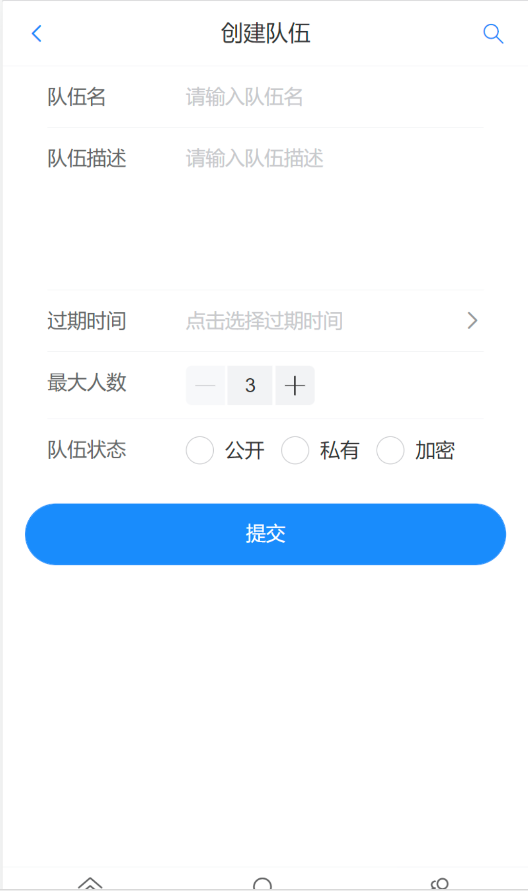 创建队伍
队伍名 请输入队伍名
队伍描述 请输入队伍描述
过期时间 点击选择过期时间
最大人数 3
队伍状态 公开 私有 加密
提交